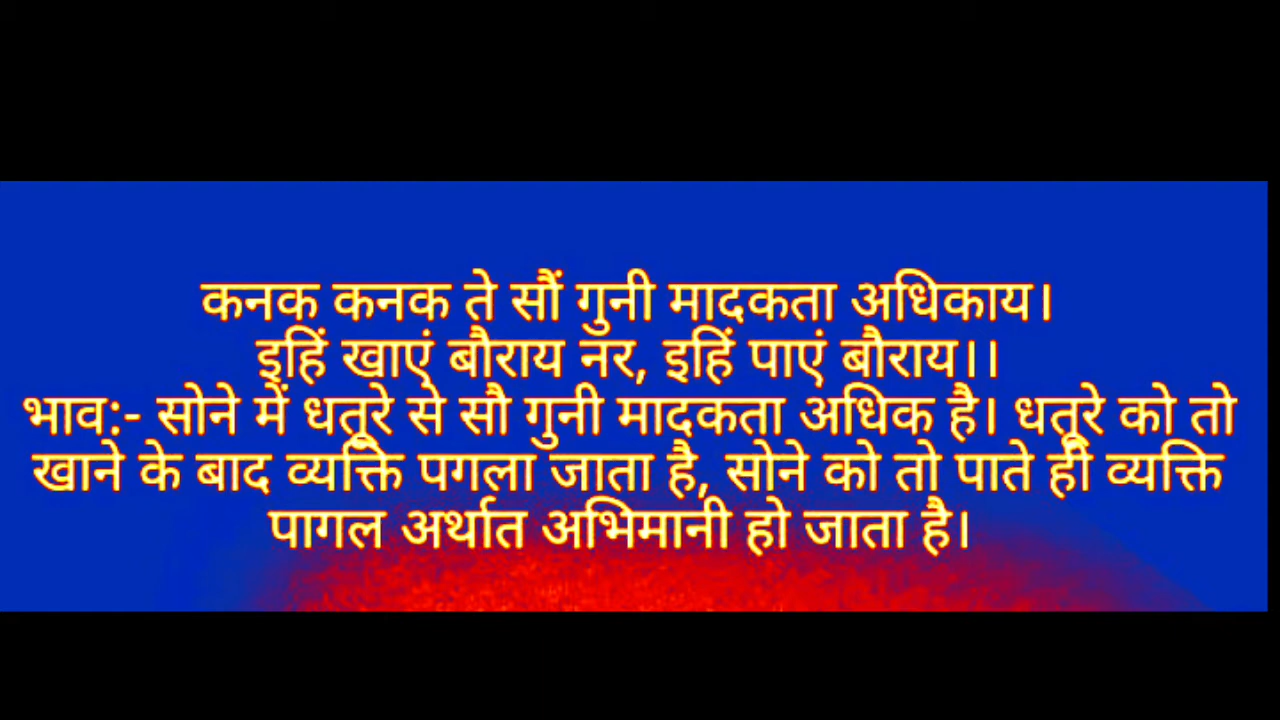 कनक कनक ते सौं गुनी मादकता अधिकाय।
इहिं खाएं बौराय नर, इहिं पाएं बौराय।।
भाव:- सोने में धतूरे से सौ गुनी मादकता अधिक है। धतूरे को तो
खाने के बाद व्यक्ति पगला जाता है, सोने को तो पाते ही व्यक्ति
पागल अर्थात अभिमानी हो जाता है।